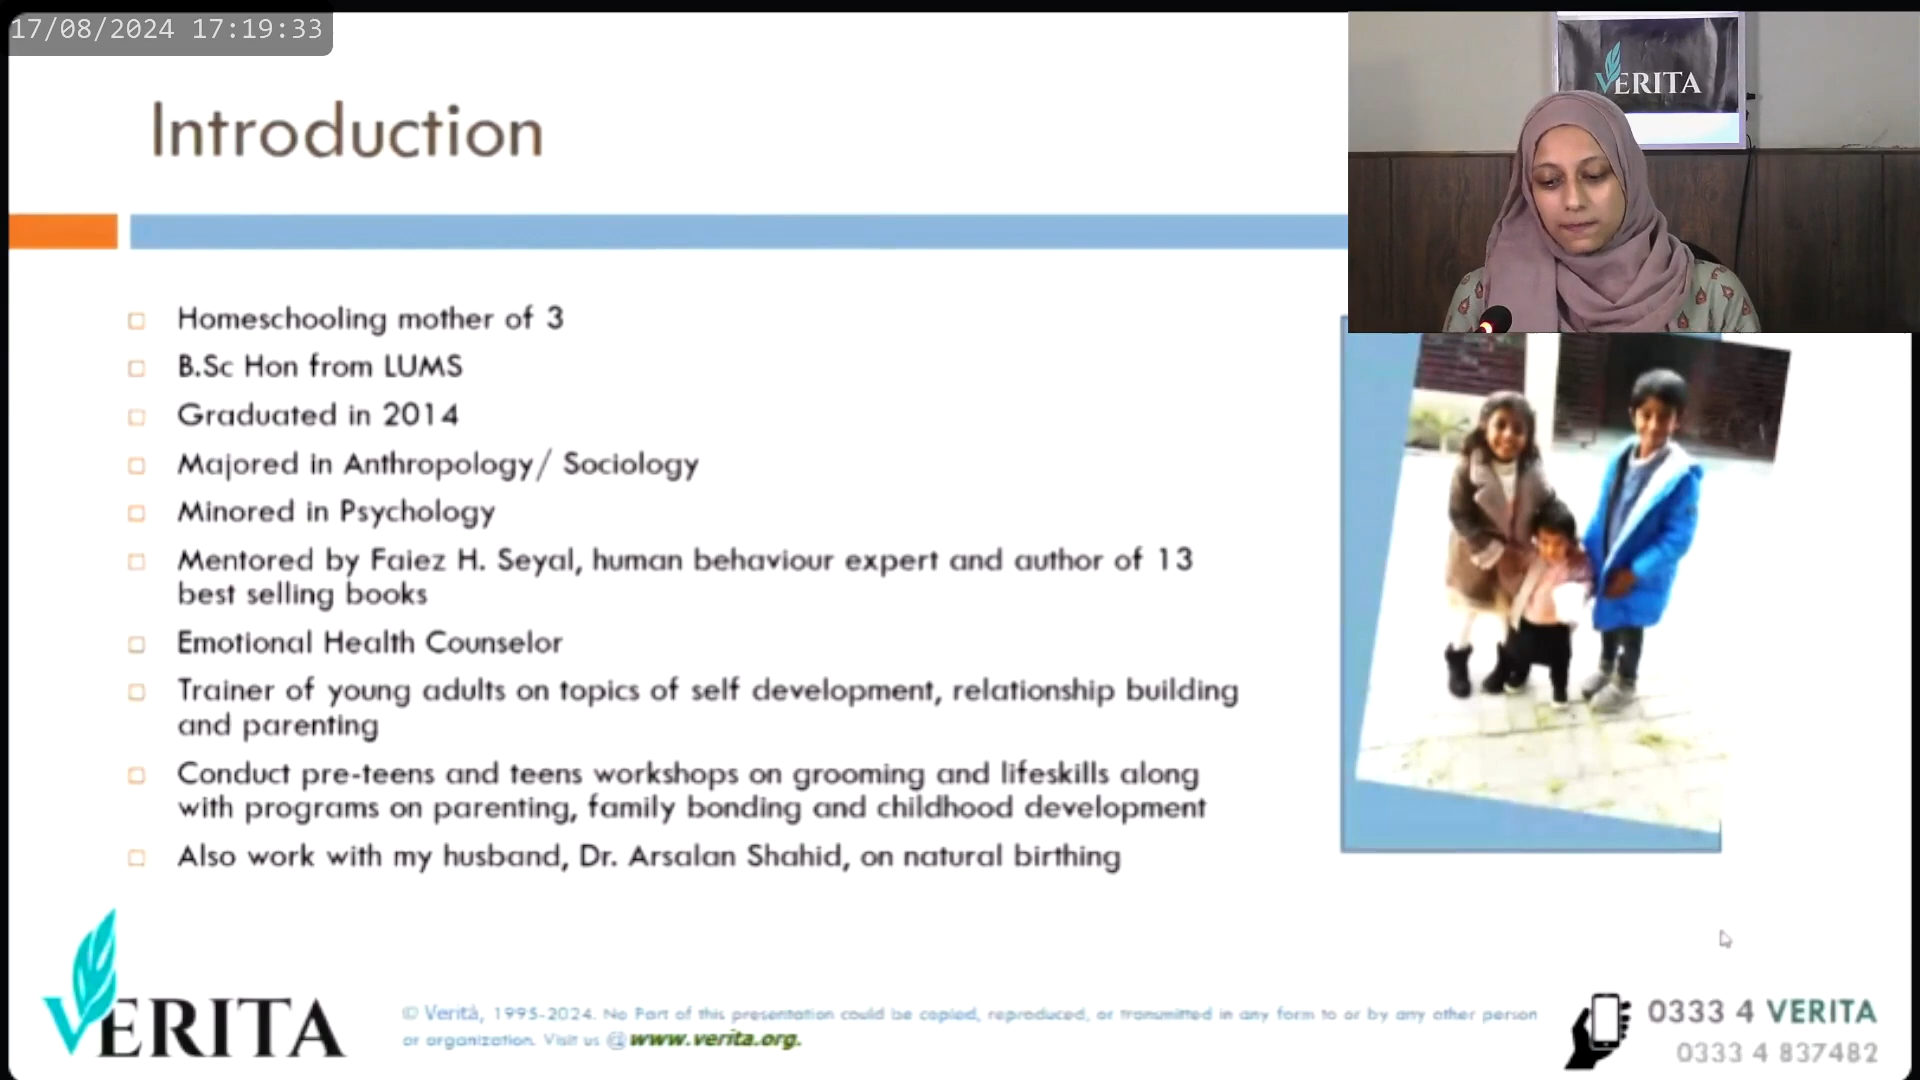 17/08/2024 17:19:33
VERITA
Introduction
Homeschooling mother of 3
B.Sc Hon from LUMS
Graduated in 2014
Majored in Anthropology/ Sociology
Minored in Psychology
Mentored by Faiez H. Seyal, human behaviour expert and author of 13
best selling books
Emotional Health Counselor
Trainer of young adults on topics of self development, relationship building
and parenting
Conduct pre-teens and teens workshops on grooming and lifeskills along
with programs on parenting, family bonding and childhood development
Also work with my husband, Dr. Arsalan Shahid, on natural birthing
VERITA
© Verità, 1995-2024. No Part of this presentation could be copied, reproduced, or transmitted in any form to or by any other person
or organization. Visit us @www.verita.org.
0333 4 VERITA
0333 4 837482